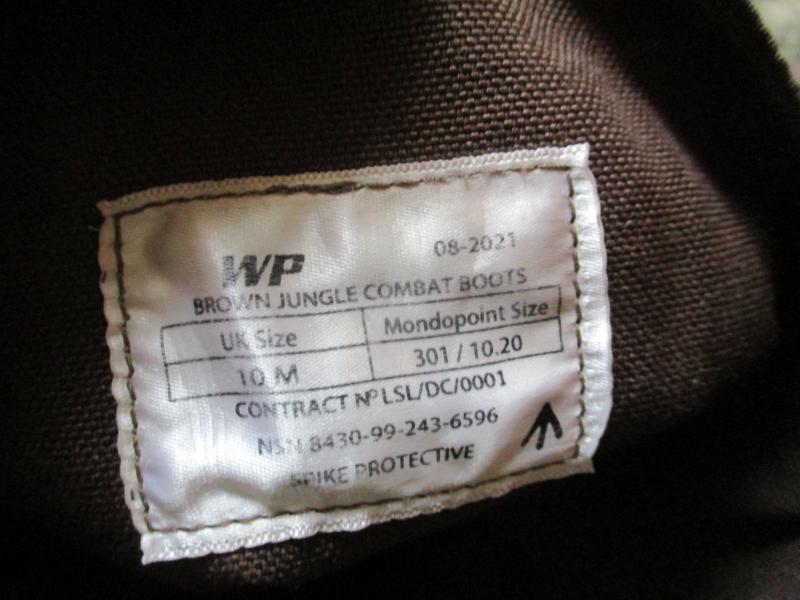 WP
08-2021
BROWN JUNGLE COMBAT BOOTS
UK Size Mondopoint Size
10 M 301 / 10.20
CONTRACT Nº LSL/DC/0001
NSN 8430-99-243-6596
SPIKE PROTECTIVE